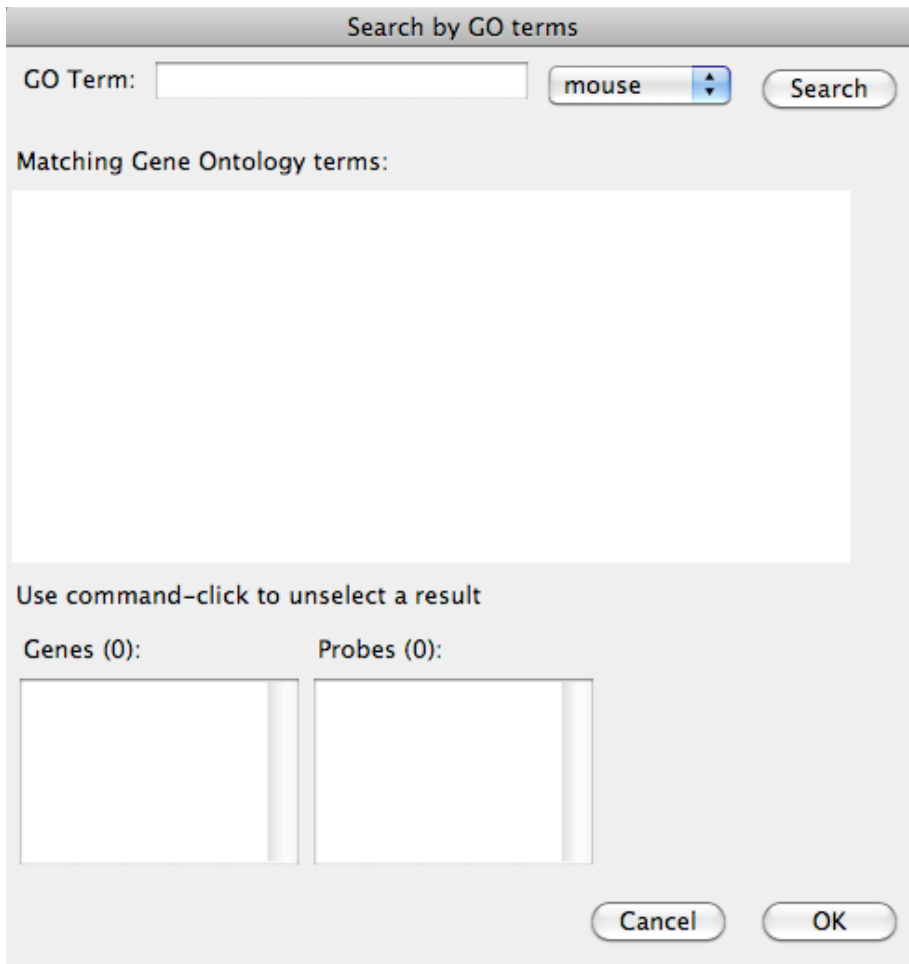 Search by GO terms
GO Term: mouse Search
Matching Gene Ontology terms:
Use command-click to unselect a result
Genes (0): Probes (0):
Cancel OK